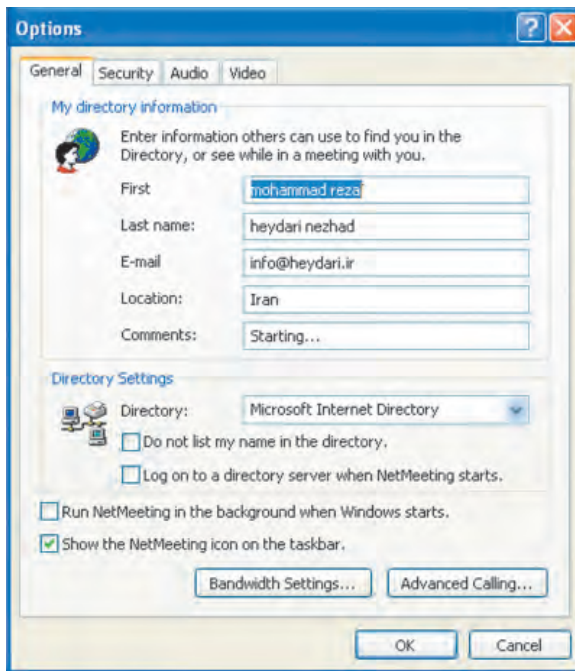 Options
General Security Audio Video
My directory information
Enter information others can use to find you in the
Directory, or see while in a meeting with you.
First mohammad reza
Last name: heydari nezhad
E-mail info@heydari.ir
Location: Iran
Comments: Starting...
Directory Settings
Directory: Microsoft Internet Directory
Do not list my name in the directory.
Log on to a directory server when NetMeeting starts.
Run NetMeeting in the background when Windows starts.
Show the NetMeeting icon on the taskbar.
Bandwidth Settings... Advanced Calling...
OK Cancel